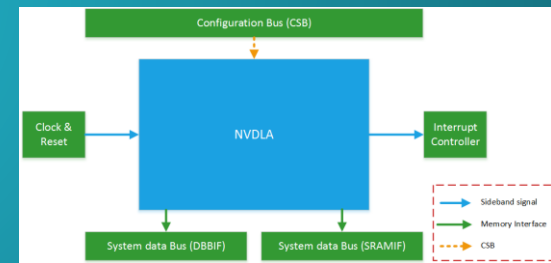 Configuration Bus (CSB)
Clock &
Reset
NVDLA
Interrupt
Controller
System data Bus (DBBIF)
System data Bus (SRAMIF)
Sideband signal
Memory Interface
CSB